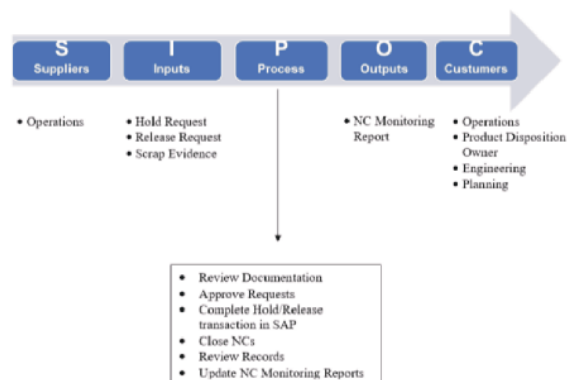 S
Suppliers
I
Inputs
P
Process
O
Outputs
C
Custumers
• Operations
• Hold Request
• Release Request
• Scrap Evidence
• NC Monitoring
Report
• Operations
• Product Disposition
Owner
• Engineering
• Planning
• Review Documentation
• Approve Requests
• Complete Hold/Release
transaction in SAP
• Close NCs
• Review Records
• Update NC Monitoring Reports